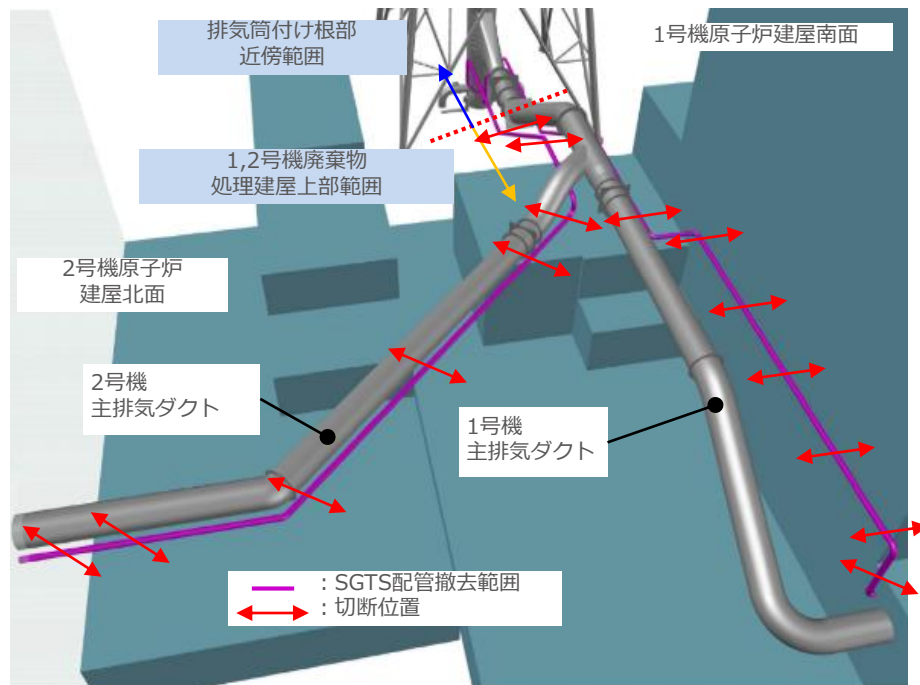 排気筒付け根部
近傍範囲
1号機原子炉建屋南面
1,2号機廃棄物
処理建屋上部範囲
2号機原子炉
建屋北面
2号機
主排気ダクト
1号機
主排気ダクト
：SGTS配管撤去範囲
：切断位置